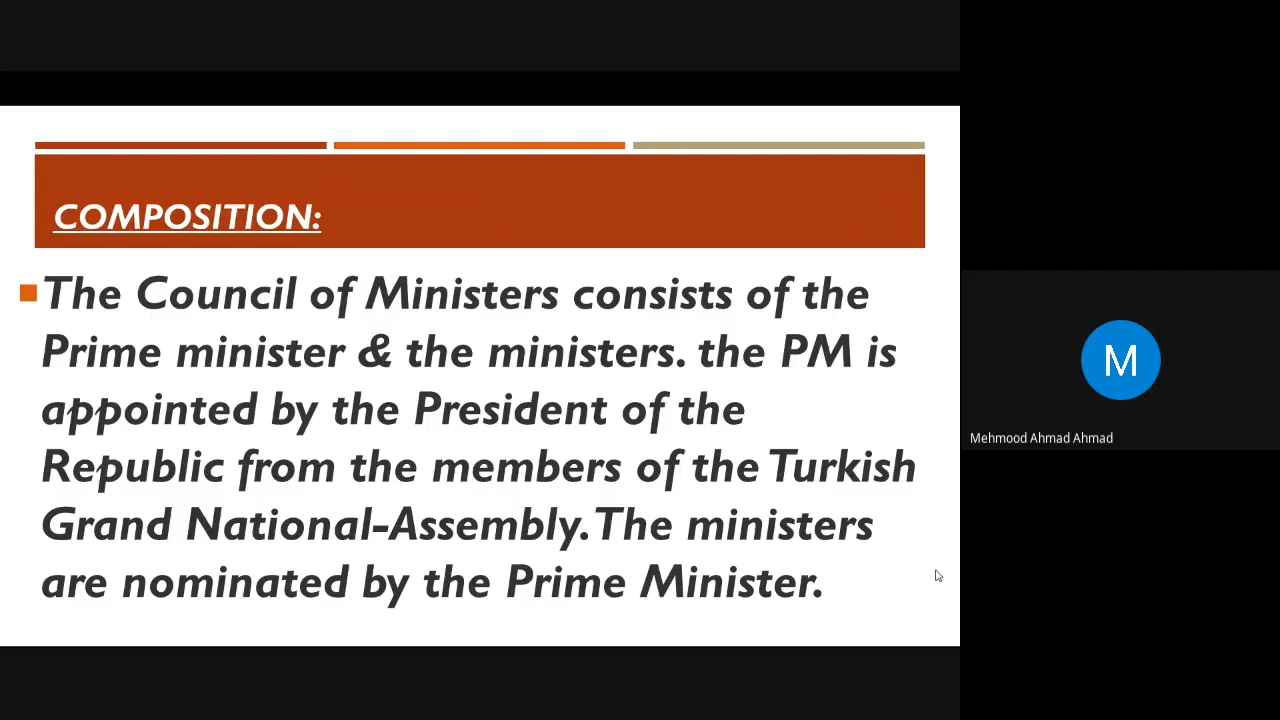 COMPOSITION:
The Council of Ministers consists of the
Prime minister & the ministers. the PM is
appointed by the President of the
Republic from the members of the Turkish
Grand National-Assembly. The ministers
are nominated by the Prime Minister.
M
Mehmood Ahmad Ahmad